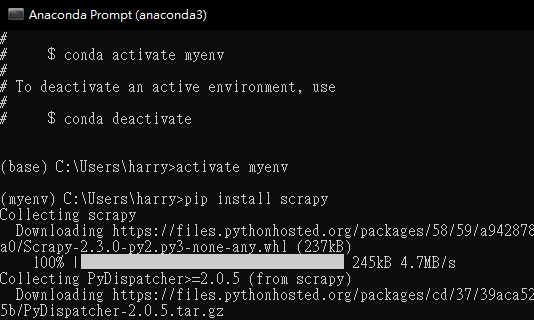 Anaconda Prompt (anaconda3)
#
#     $ conda activate myenv
#
# To deactivate an active environment, use
#
#     $ conda deactivate
(base) C:\Users\harry>activate myenv
(myenv) C:\Users\harry>pip install scrapy
Collecting scrapy
  Downloading https://files.pythonhosted.org/packages/58/59/a942878
a0/Scrapy-2.3.0-py2.py3-none-any.whl (237kB)
    100% | 245kB 4.7MB/s
Collecting PyDispatcher>=2.0.5 (from scrapy)
  Downloading https://files.pythonhosted.org/packages/cd/37/39aca52
5b/PyDispatcher-2.0.5.tar.gz